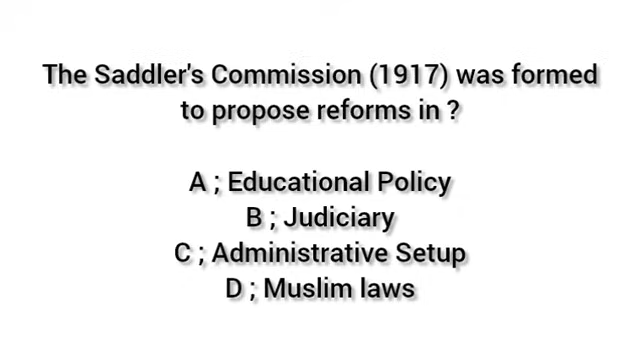 The Saddler's Commission (1917) was formed
to propose reforms in ?
A ; Educational Policy
B ; Judiciary
C ; Administrative Setup
D ; Muslim laws